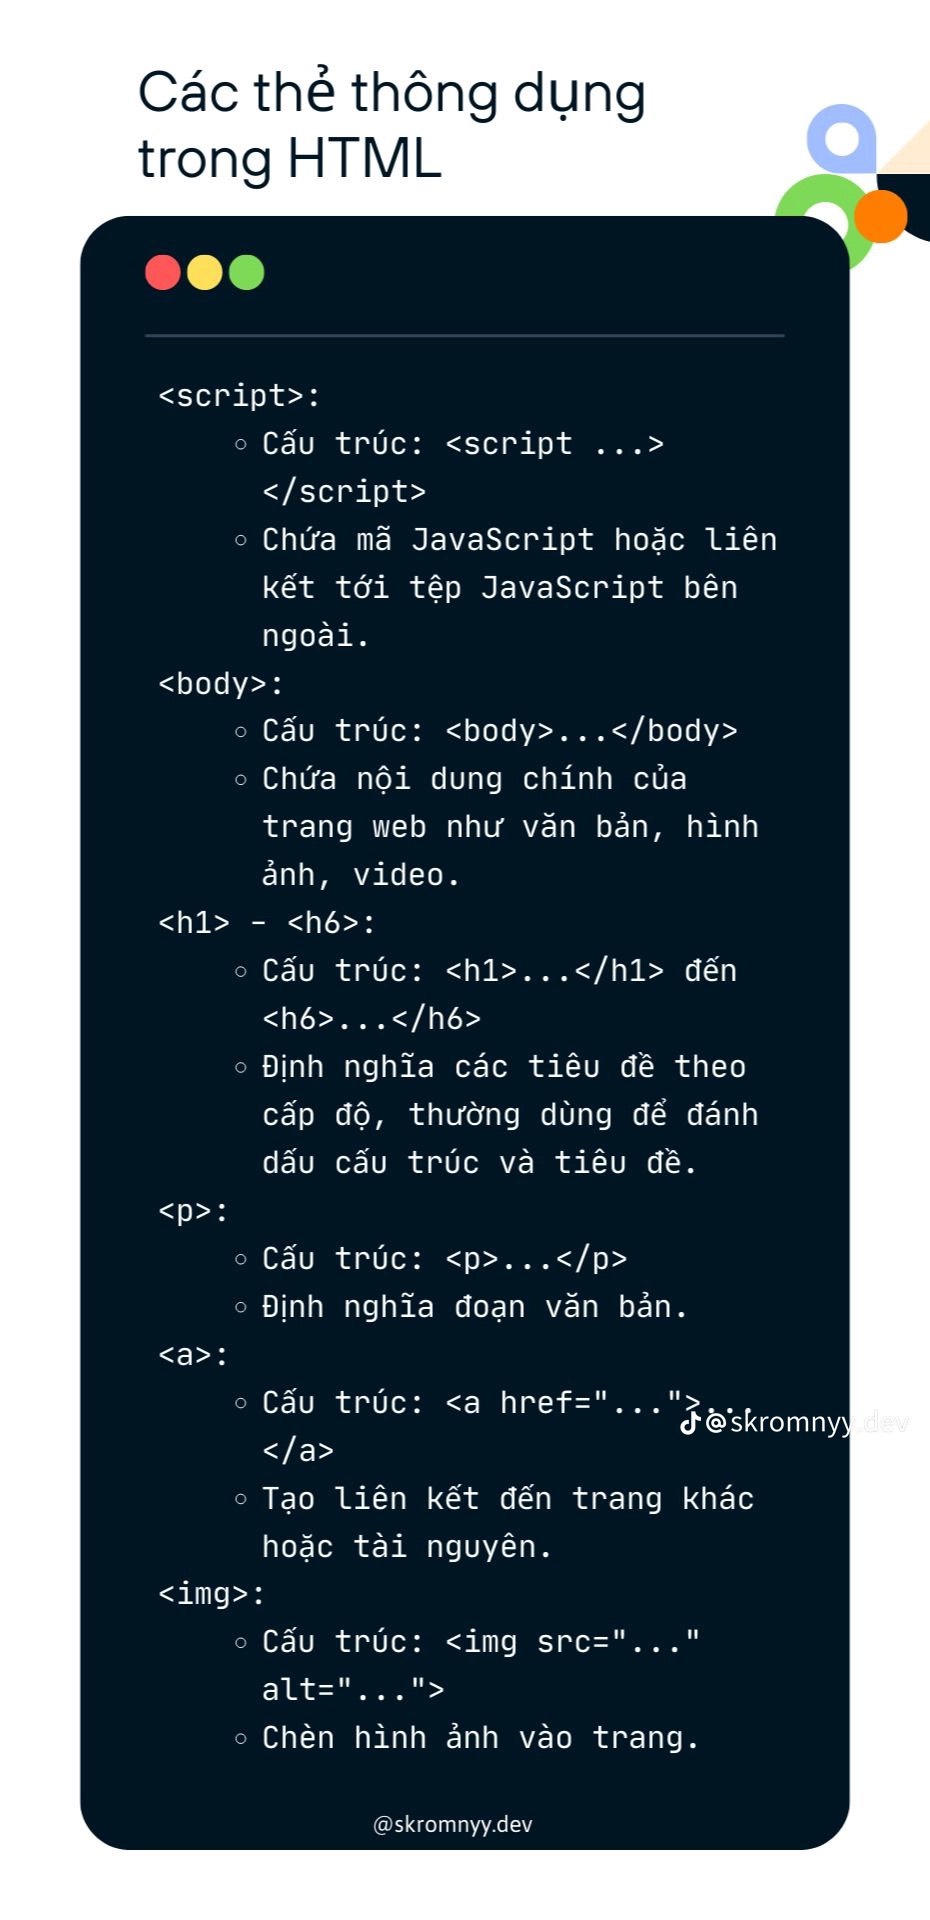 Các thẻ thông dụng
trong HTML
<script>:
◦ Cấu trúc: <script ...>
</script>
◦ Chứa mã JavaScript hoặc liên
kết tới tệp JavaScript bên
ngoài.
<body>:
◦ Cấu trúc: <body>...</body>
◦ Chứa nội dung chính của
trang web như văn bản, hình
ảnh, video.
<h1> - <h6>:
◦ Cấu trúc: <h1>...</h1> đến
<h6>...</h6>
◦ Định nghĩa các tiêu đề theo
cấp độ, thường dùng để đánh
dấu cấu trúc và tiêu đề.
<p>:
◦ Cấu trúc: <p>...</p>
◦ Định nghĩa đoạn văn bản.
<a>:
◦ Cấu trúc: <a href="...">...
@skromnyy.dev
</a>
◦ Tạo liên kết đến trang khác
hoặc tài nguyên.
<img>:
◦ Cấu trúc: <img src="..."
alt="...">
◦ Chèn hình ảnh vào trang.
@skromnyy.dev